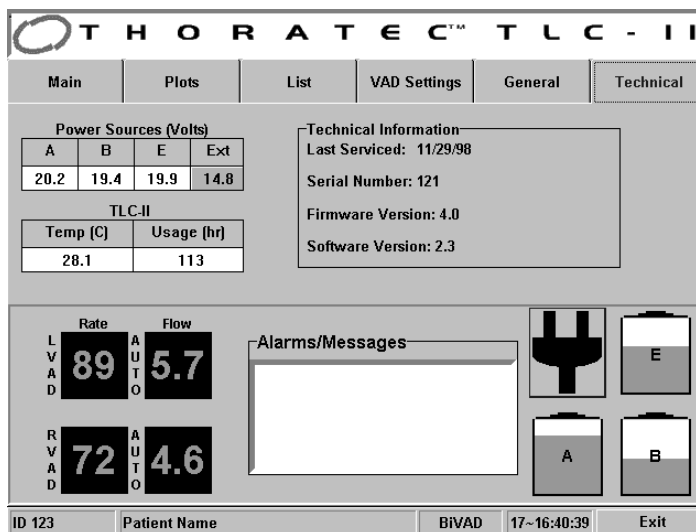 THORATEC™ TLC-II
Main Plots List VAD Settings General Technical
Power Sources (Volts)
A B E Ext
20.2 19.4 19.9 14.8
TLC-II
Temp (C) Usage (hr)
28.1 113
Technical Information
Last Serviced: 11/29/98
Serial Number: 121
Firmware Version: 4.0
Software Version: 2.3
Rate Flow
LVAD 89 AUTO 5.7
RVAD 72 AUTO 4.6
Alarms/Messages
E
A B
ID 123 Patient Name BiVAD 17~16:40:39 Exit